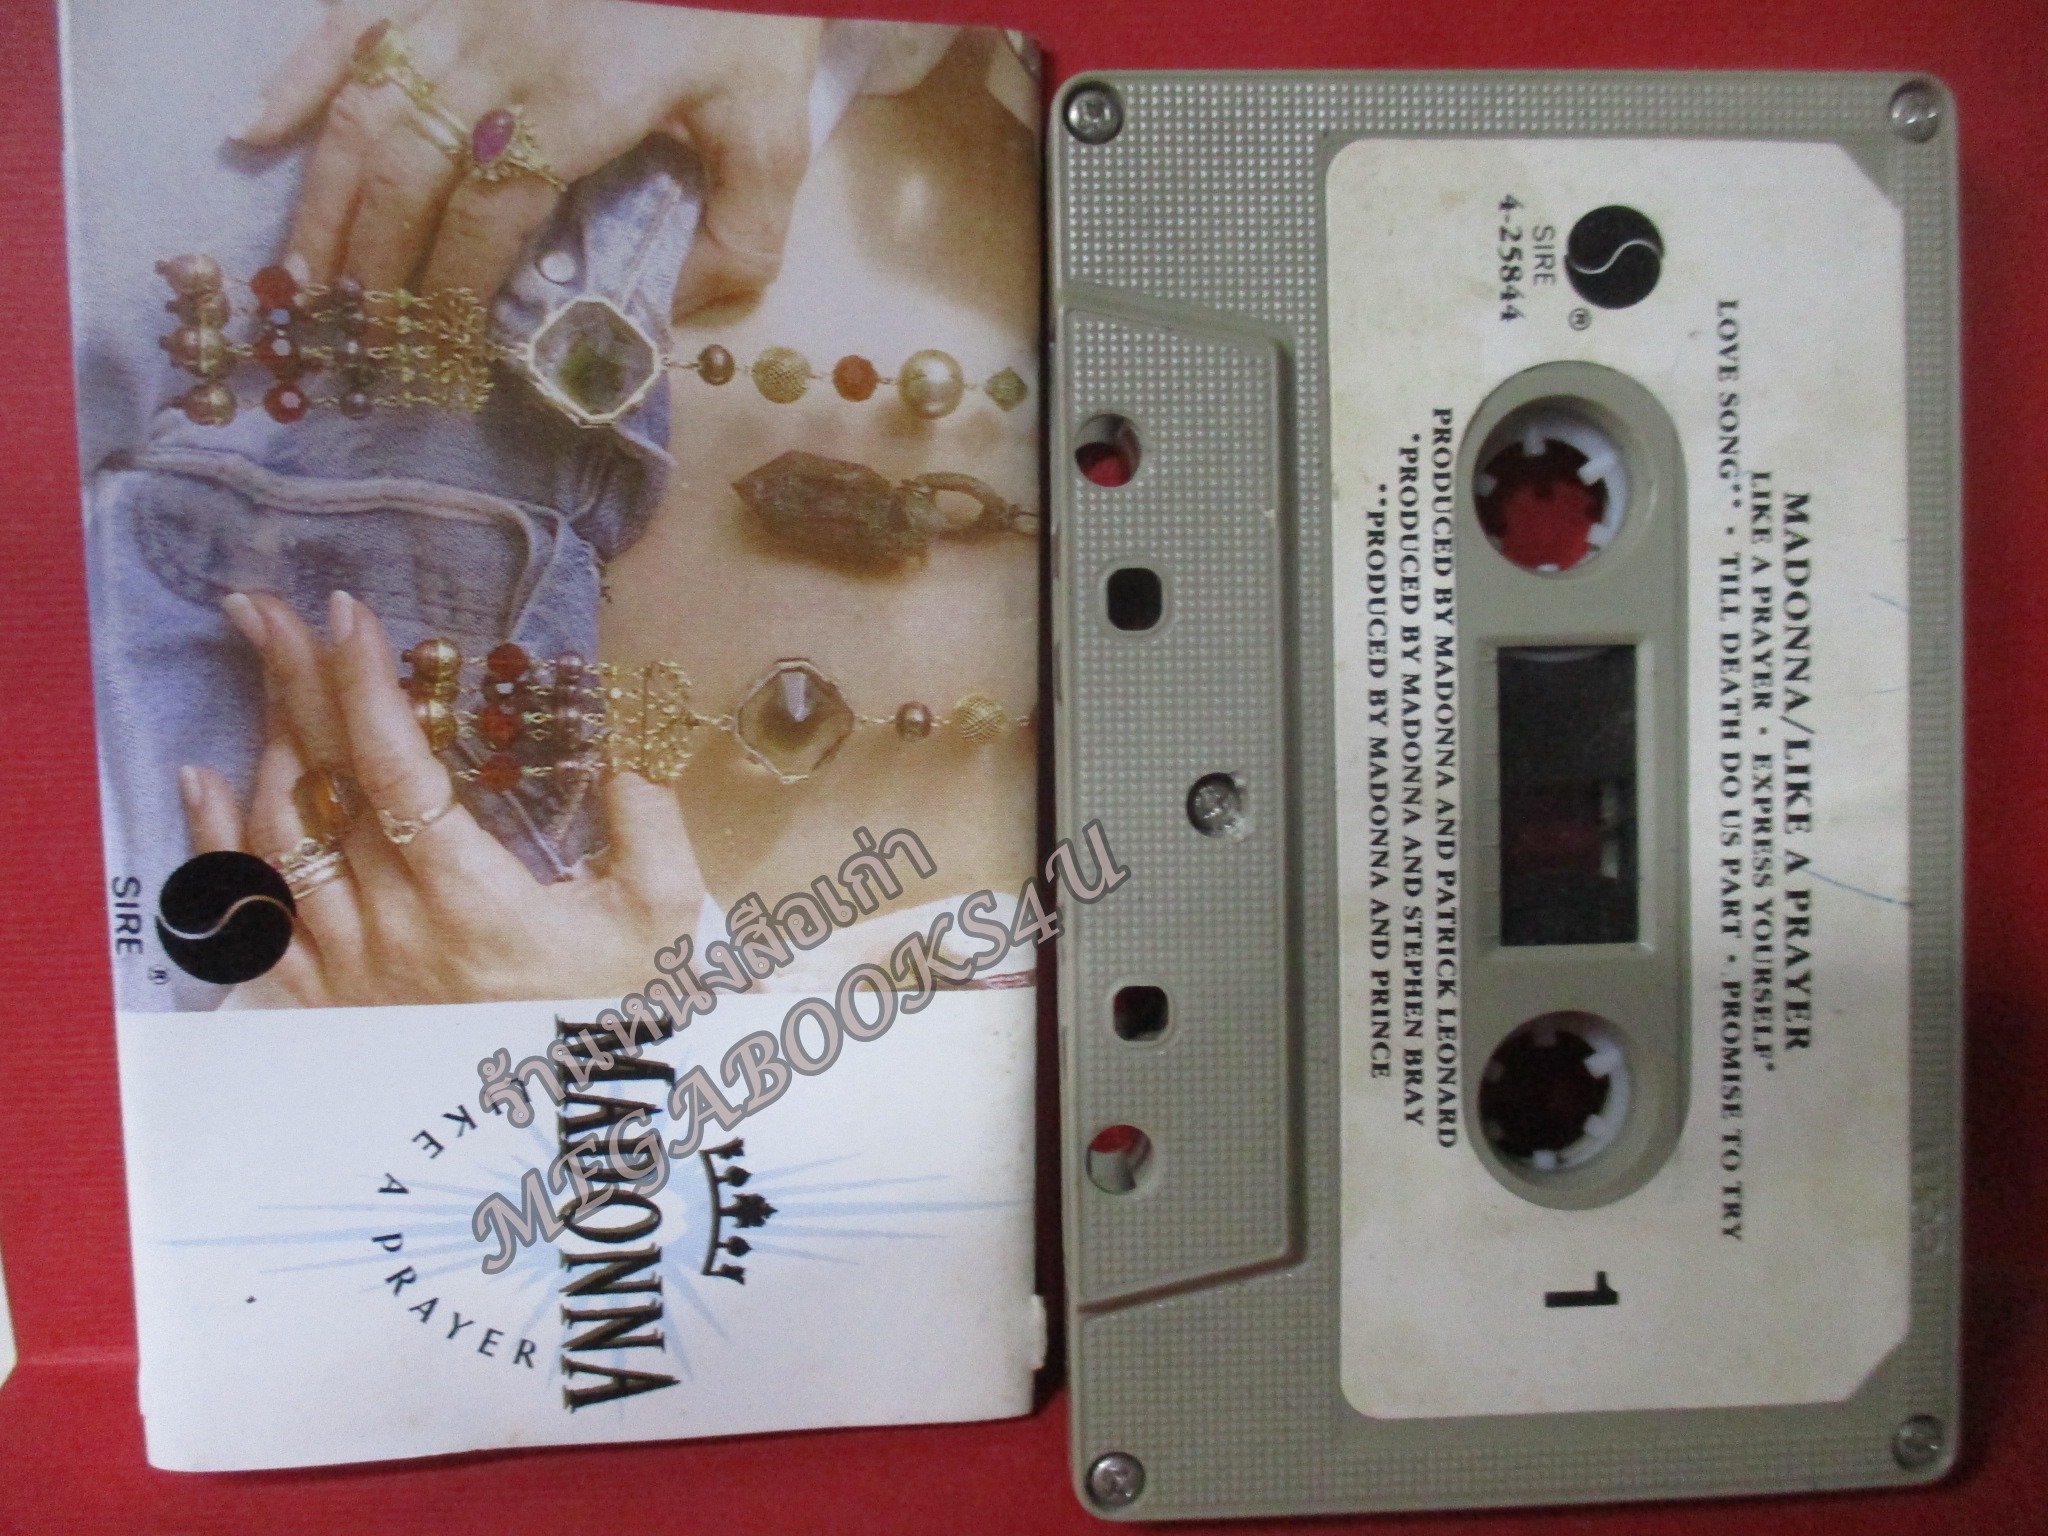 SIRE ®
MADONNA
LIKE A PRAYER
ร้านหนังสือเก่า
MEGABOOKS4U
MADONNA/LIKE A PRAYER
LIKE A PRAYER • EXPRESS YOURSELF*
LOVE SONG** • TILL DEATH DO US PART • PROMISE TO TRY
SIRE ®
4-25844
1
PRODUCED BY MADONNA AND PATRICK LEONARD
*PRODUCED BY MADONNA AND STEPHEN BRAY
**PRODUCED BY MADONNA AND PRINCE